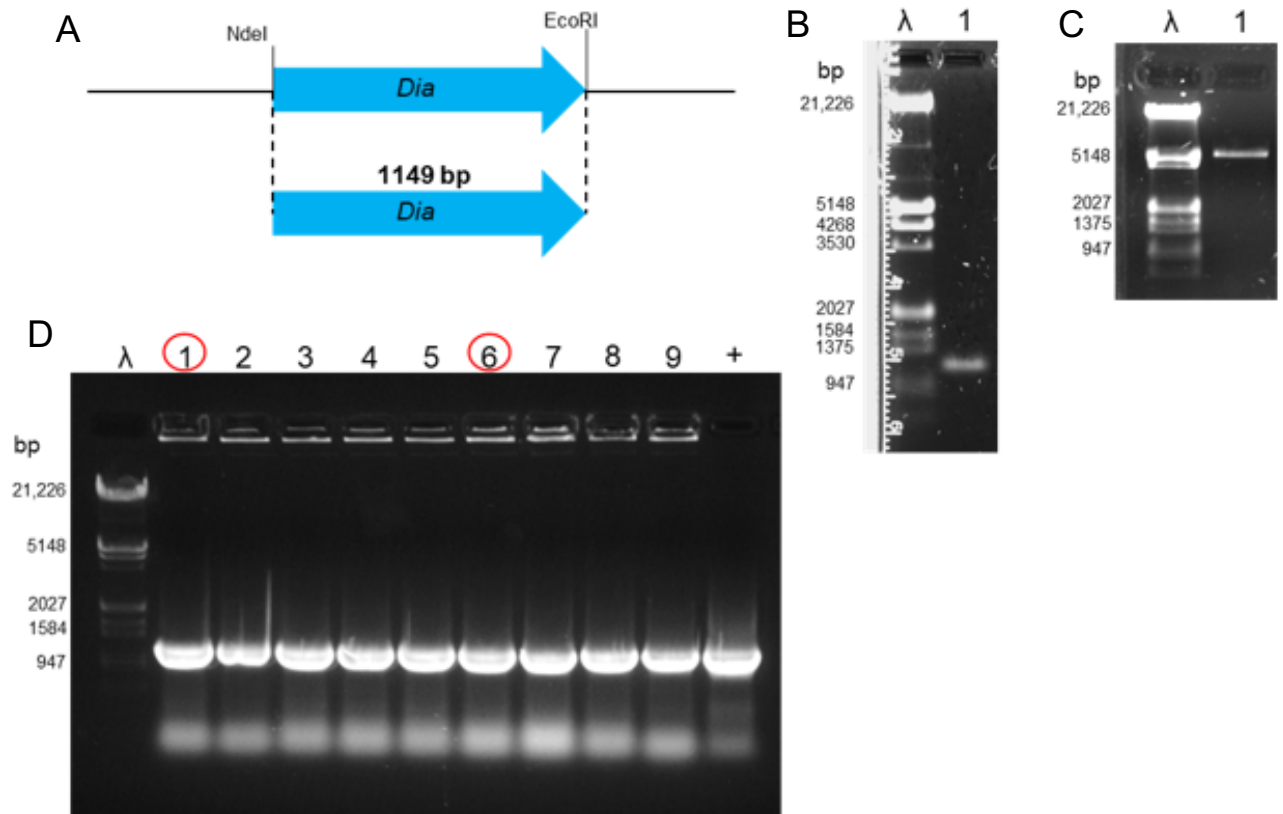 A
NdeI
EcoRI
Dia
1149 bp
Dia
B
λ 1
bp
21,226
5148
4268
3530
2027
1584
1375
947
C
λ 1
bp
21,226
5148
2027
1375
947
D
λ 1 2 3 4 5 6 7 8 9 +
bp
21,226
5148
2027
1584
947